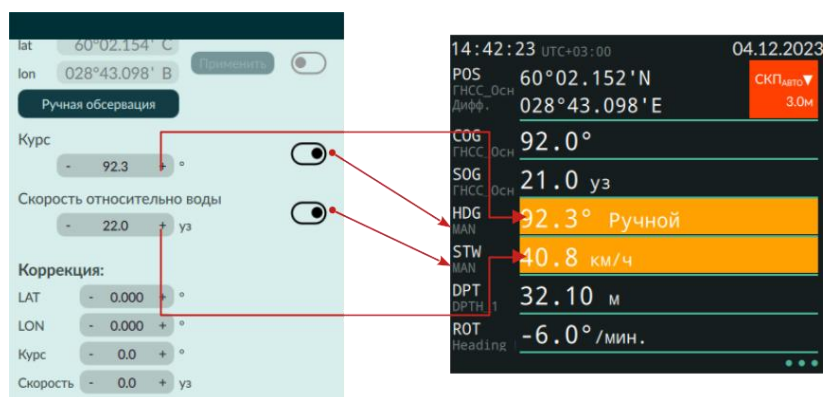 lat 60°02.154' С
lon 028°43.098' В
Применить
Ручная обсервация
Курс
- 92.3 + °
Скорость относительно воды
- 22.0 + уз
Коррекция:
LAT - 0.000 + °
LON - 0.000 + °
Курс - 0.0 + °
Скорость - 0.0 + уз
14:42:23 UTC+03:00 04.12.2023
POS 60°02.152'N
ГНСС_Осн
Дифф. 028°43.098'E
СКПАВТО▼
3.0м
COG 92.0°
ГНСС_Осн
SOG 21.0 уз
ГНСС_Осн
HDG 92.3° Ручной
MAN
STW 40.8 км/ч
MAN
DPT 32.10 м
DPTH_1
ROT -6.0°/мин.
Heading